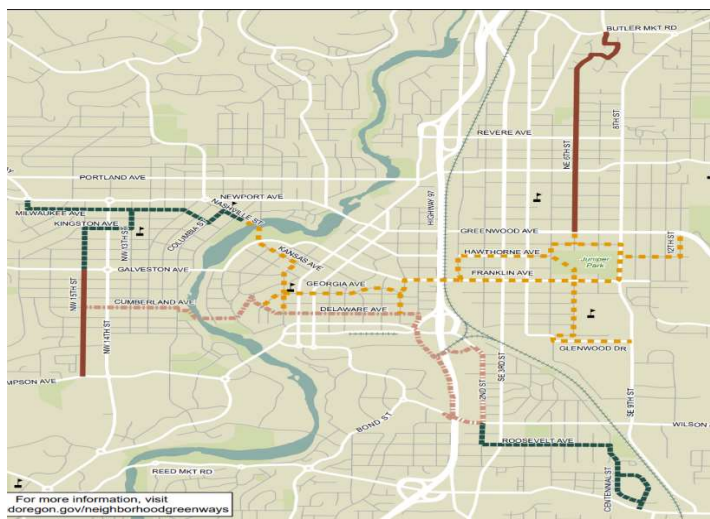 BUTLER MKT RD
REVERE AVE
8TH ST
NE 6TH ST
HIGHWAY 97
PORTLAND AVE
NEWPORT AVE
NASHVILLE ST
MILWAUKEE AVE
KINGSTON AVE
NW 13TH ST
COLUMBIA S
GREENWOOD AVE
12TH ST
HAWTHORNE AVE
KANSAS AVE
Juniper
Park
GALVESTON AVE
FRANKLIN AVE
GEORGIA AVE
NW 15TH ST
CUMBERLAND AVE
DELAWARE AVE
NW 14TH ST
GLENWOOD DR
SE 3RD ST
2ND ST
SE 9TH ST
MPSON AVE
BOND ST
WILSON A
ROOSEVELT AVE
REED MKT RD
CENTENNIAL ST
For more information, visit
doregon.gov/neighborhoodgreenways